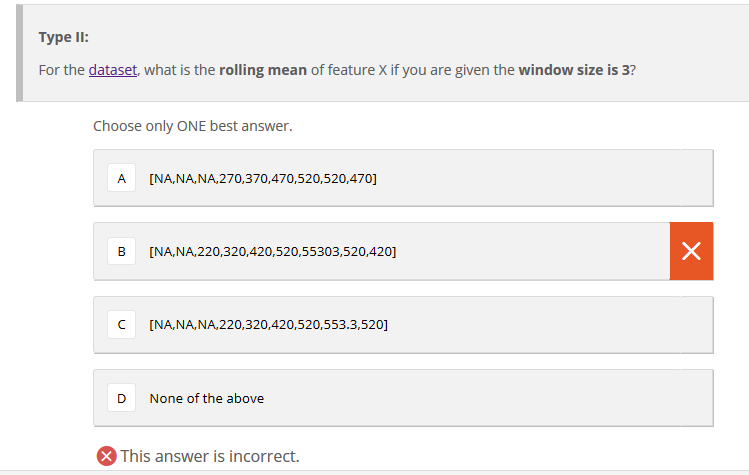 Type II:
For the dataset, what is the rolling mean of feature X if you are given the window size is 3?
Choose only ONE best answer.
A [NA,NA,NA,270,370,470,520,520,470]
B [NA,NA,220,320,420,520,55303,520,420]
C [NA,NA,NA,220,320,420,520,553.3,520]
D None of the above
This answer is incorrect.